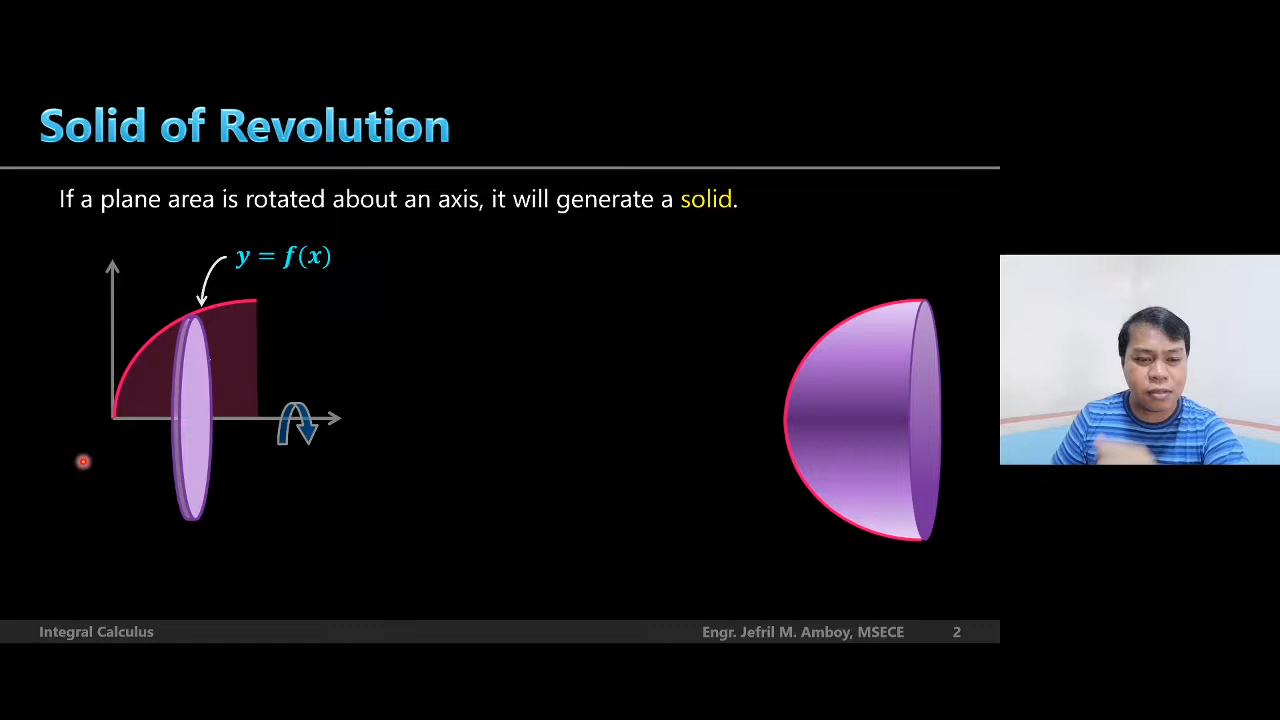 Solid of Revolution
If a plane area is rotated about an axis, it will generate a solid.
y = f(x)
Integral Calculus
Engr. Jefril M. Amboy, MSECE
2